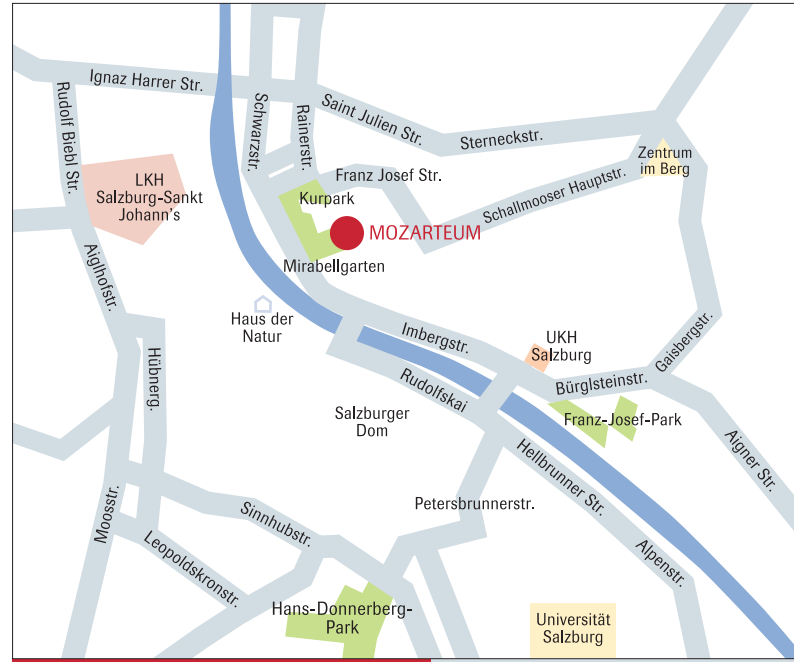 Ignaz Harrer Str.
Rudolf Biebl Str.
Schwarzstr.
Rainerstr.
Saint Julien Str.
Sterneckstr.
Zentrum
im Berg
LKH
Salzburg-Sankt
Johann's
Franz Josef Str.
Schallmooser Hauptstr.
Kurpark
MOZARTEUM
Mirabellgarten
Aiglhofstr.
Haus der
Natur
Hübnerg.
Imbergstr.
UKH
Salzburg
Gaisbergstr.
Rudolfskai
Bürglsteinstr.
Salzburger
Dom
Franz-Josef-Park
Aigner Str.
Hellbrunner Str.
Moosstr.
Sinnhubstr.
Petersbrunnerstr.
Leopoldskronstr.
Alpenstr.
Hans-Donnerberg-
Park
Universität
Salzburg